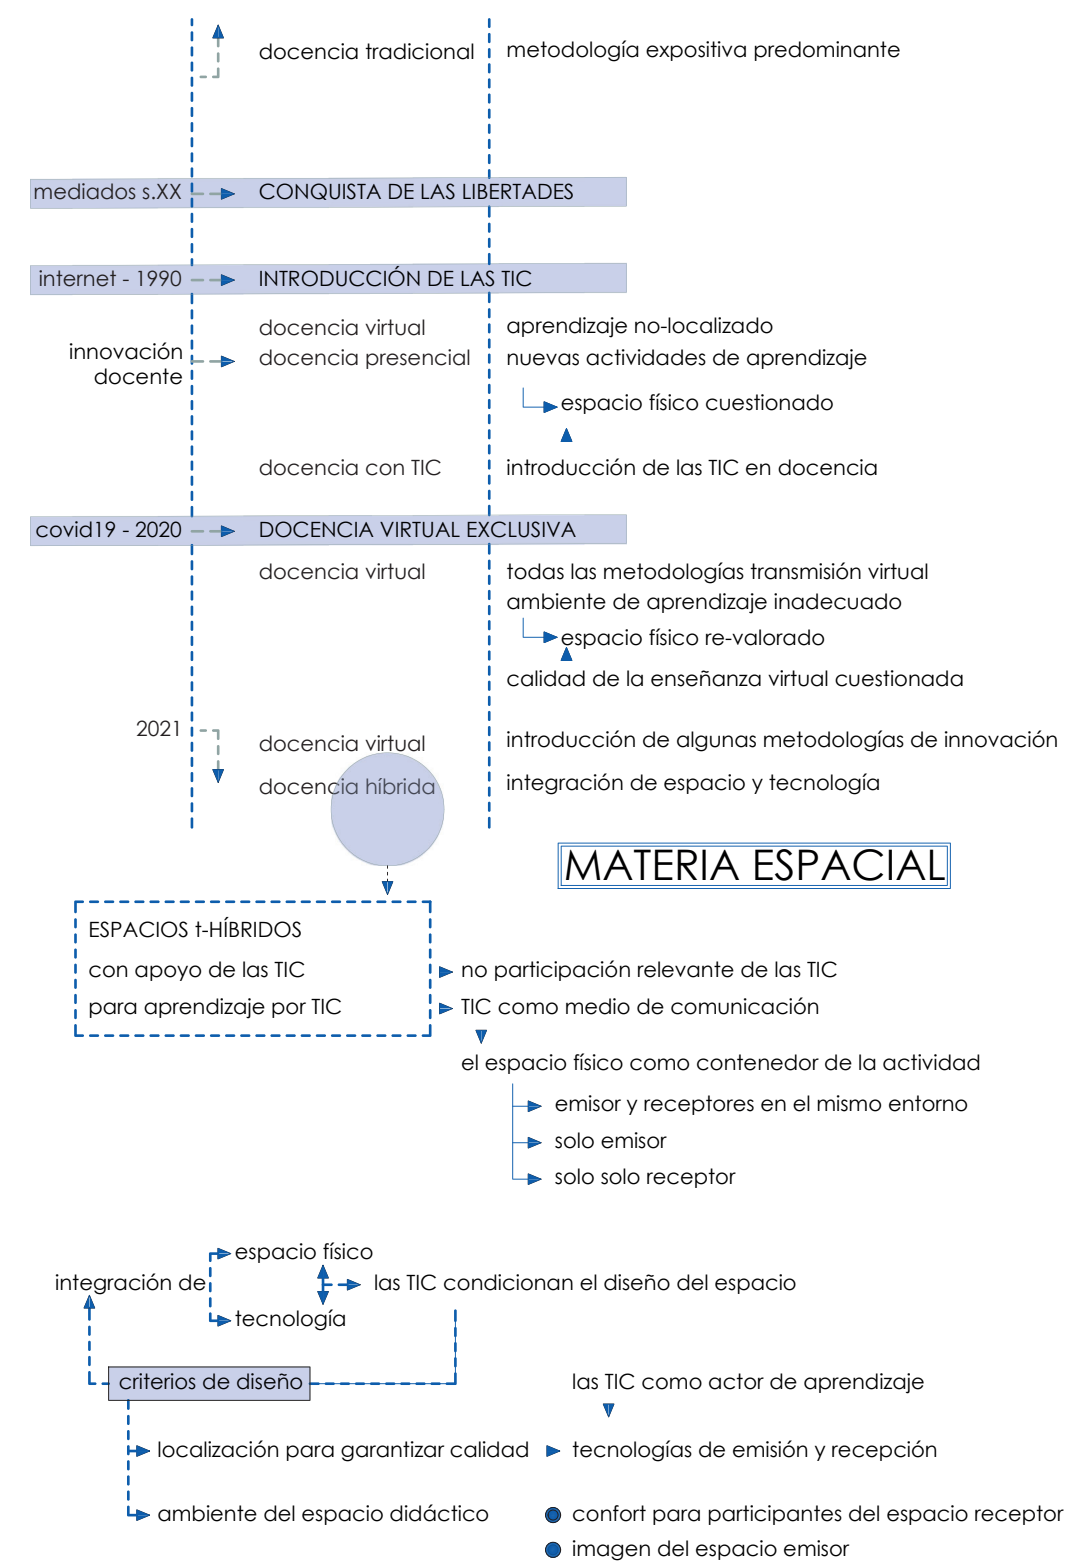 docencia tradicional metodología expositiva predominante
mediados s.XX CONQUISTA DE LAS LIBERTADES
internet - 1990 INTRODUCCIÓN DE LAS TIC
docencia virtual aprendizaje no-localizado
innovación docente docencia presencial nuevas actividades de aprendizaje
espacio físico cuestionado
docencia con TIC introducción de las TIC en docencia
covid19 - 2020 DOCENCIA VIRTUAL EXCLUSIVA
docencia virtual todas las metodologías transmisión virtual
ambiente de aprendizaje inadecuado
espacio físico re-valorado
calidad de la enseñanza virtual cuestionada
2021
docencia virtual introducción de algunas metodologías de innovación
docencia híbrida integración de espacio y tecnología
MATERIA ESPACIAL
ESPACIOS t-HÍBRIDOS
con apoyo de las TIC no participación relevante de las TIC
para aprendizaje por TIC TIC como medio de comunicación
el espacio físico como contenedor de la actividad
emisor y receptores en el mismo entorno
solo emisor
solo solo receptor
espacio físico
integración de las TIC condicionan el diseño del espacio
tecnología
criterios de diseño las TIC como actor de aprendizaje
localización para garantizar calidad tecnologías de emisión y recepción
ambiente del espacio didáctico confort para participantes del espacio receptor
imagen del espacio emisor